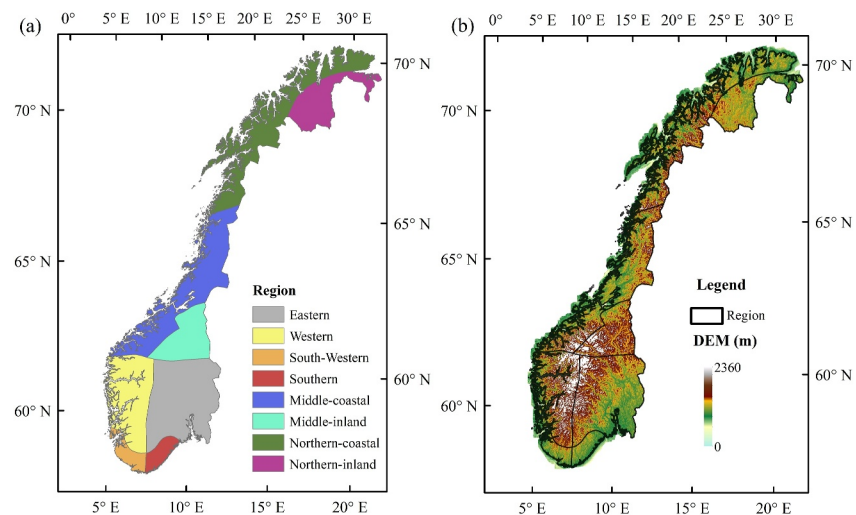 (a)
0° 5° E 10° E 15° E 20° E 25° E 30° E
70° N
65° N
60° N
70° N
65° N
60° N
Region
Eastern
Western
South-Western
Southern
Middle-coastal
Middle-inland
Northern-coastal
Northern-inland
5° E 10° E 15° E 20° E
(b)
0° 5° E 10° E 15° E 20° E 25° E 30° E
70° N
65° N
60° N
70° N
65° N
60° N
Legend
Region
DEM (m)
2360
0
5° E 10° E 15° E 20° E